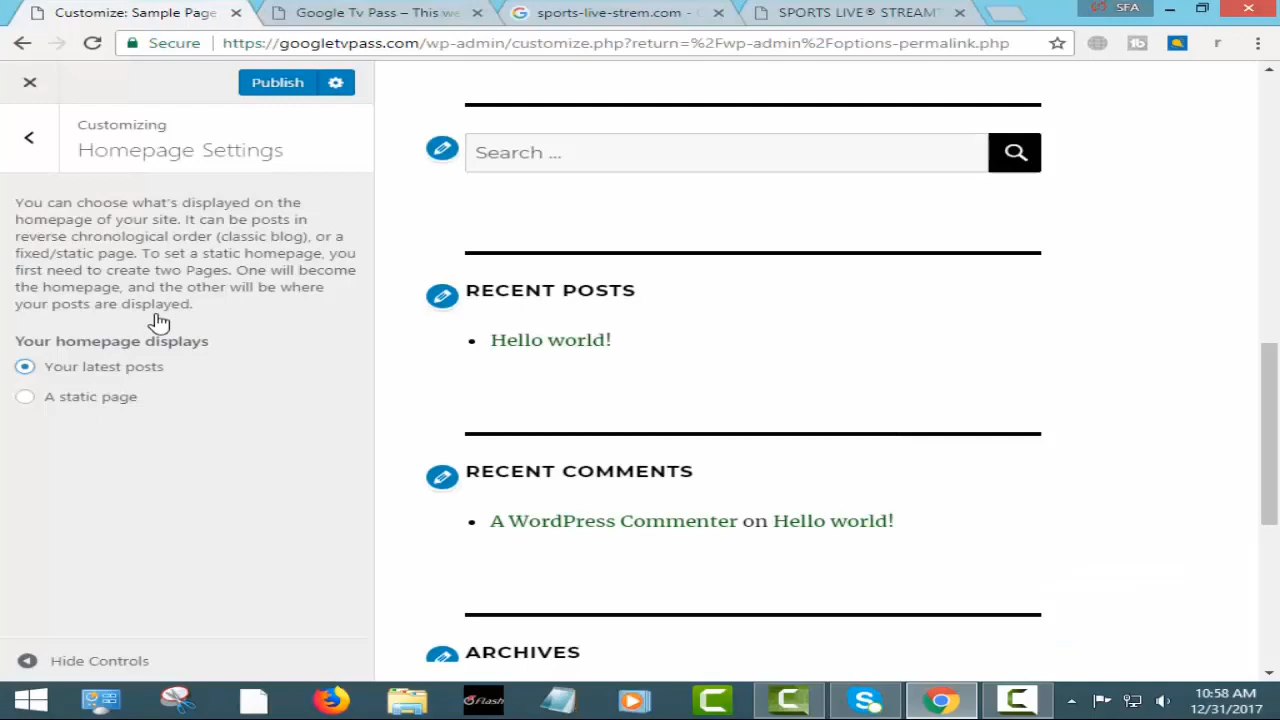 Customize: Sample Page
Google Tv Pass – This we
sports-live-strem.com -
SPORTS LIVE® STREAM
SFA
Secure
https://googletvpass.com/wp-admin/customize.php?return=%2Fwp-admin%2Foptions-permalink.php
Publish
Customizing
Homepage Settings
You can choose what's displayed on the
homepage of your site. It can be posts in
reverse chronological order (classic blog), or a
fixed/static page. To set a static homepage, you
first need to create two Pages. One will become
the homepage, and the other will be where
your posts are displayed.
Your homepage displays
Your latest posts
A static page
Hide Controls
Search ...
RECENT POSTS
Hello world!
RECENT COMMENTS
A WordPress Commenter on Hello world!
ARCHIVES
Flash
10:58 AM
12/31/2017